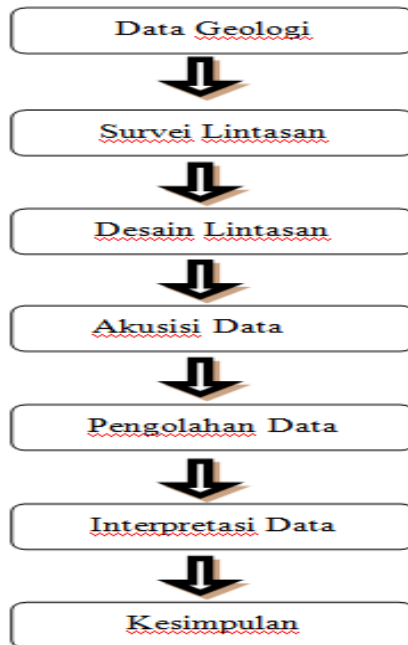 Data Geologi
Survei Lintasan
Desain Lintasan
Akusisi Data
Pengolahan Data
Interpretasi Data
Kesimpulan